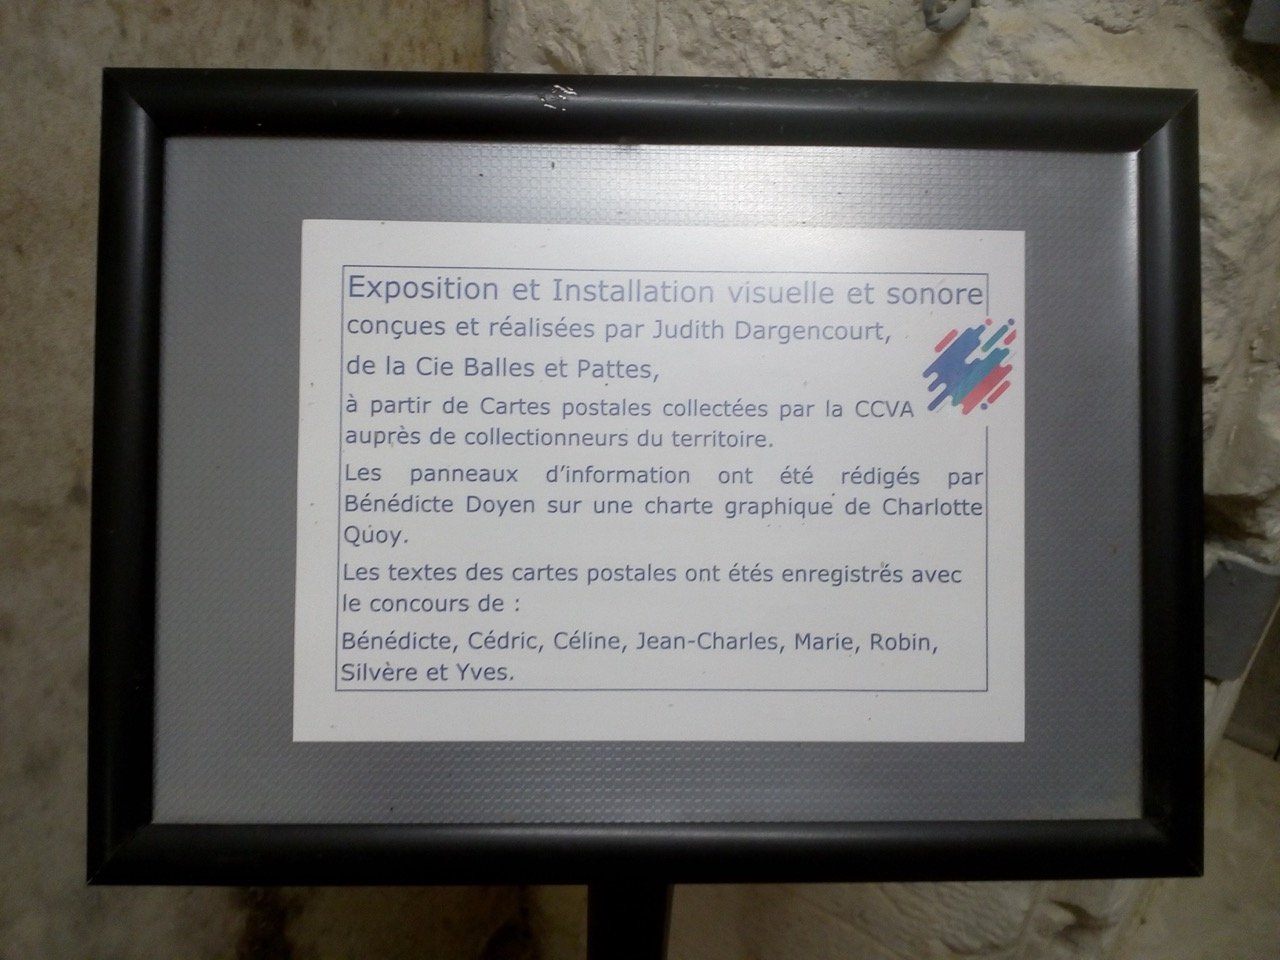 Exposition et Installation visuelle et sonore
conçues et réalisées par Judith Dargencourt,
de la Cie Balles et Pattes,
à partir de Cartes postales collectées par la CCVA
auprès de collectionneurs du territoire.
Les panneaux d'information ont été rédigés par
Bénédicte Doyen sur une charte graphique de Charlotte
Quoy.
Les textes des cartes postales ont étés enregistrés avec
le concours de :
Bénédicte, Cédric, Céline, Jean-Charles, Marie, Robin,
Silvère et Yves.